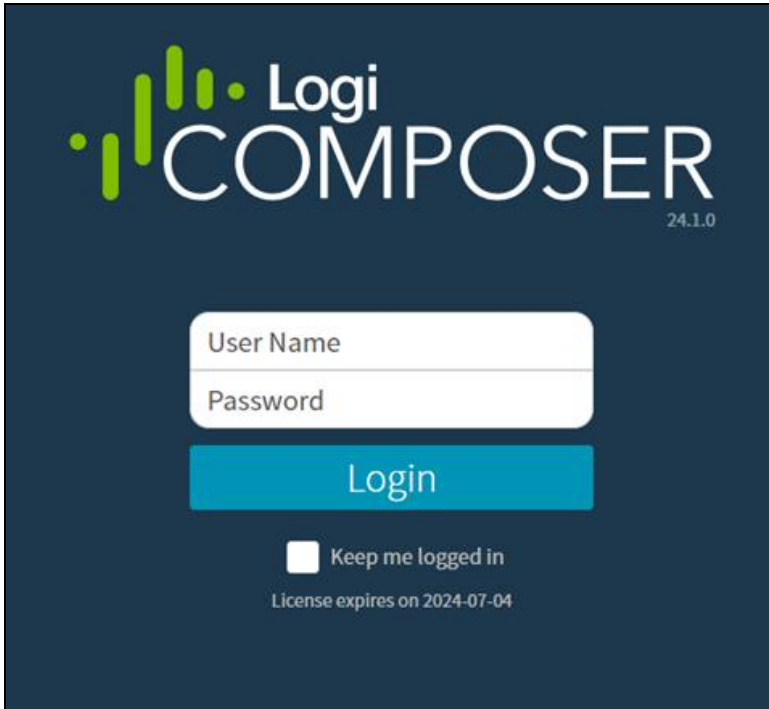 Logi
COMPOSER
24.1.0
User Name
Password
Login
Keep me logged in
License expires on 2024-07-04